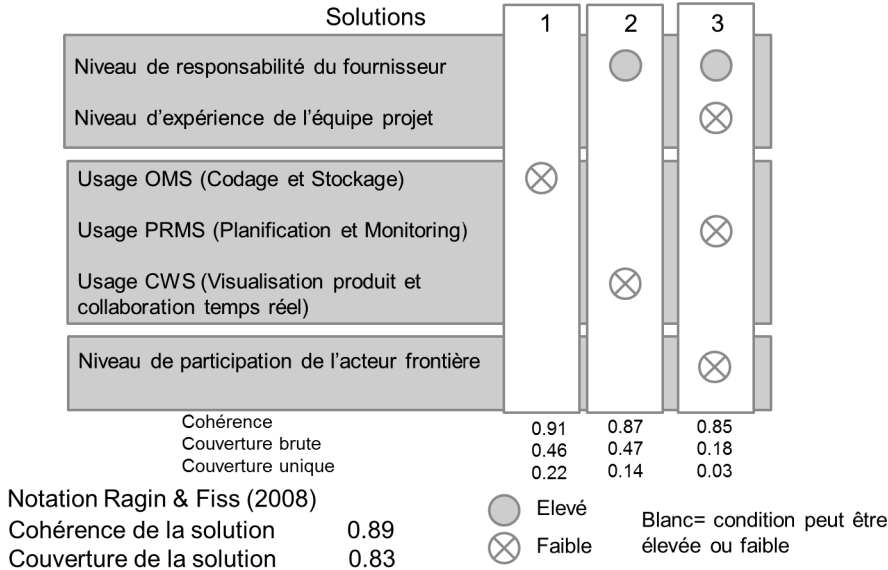 Solutions 1 2 3
Niveau de responsabilité du fournisseur
Niveau d'expérience de l'équipe projet
Usage OMS (Codage et Stockage)
Usage PRMS (Planification et Monitoring)
Usage CWS (Visualisation produit et
collaboration temps réel)
Niveau de participation de l'acteur frontière
Cohérence 0.91 0.87 0.85
Couverture brute 0.46 0.47 0.18
Couverture unique 0.22 0.14 0.03
Notation Ragin & Fiss (2008)
Cohérence de la solution 0.89
Couverture de la solution 0.83
Elevé
Faible
Blanc= condition peut être
élevée ou faible